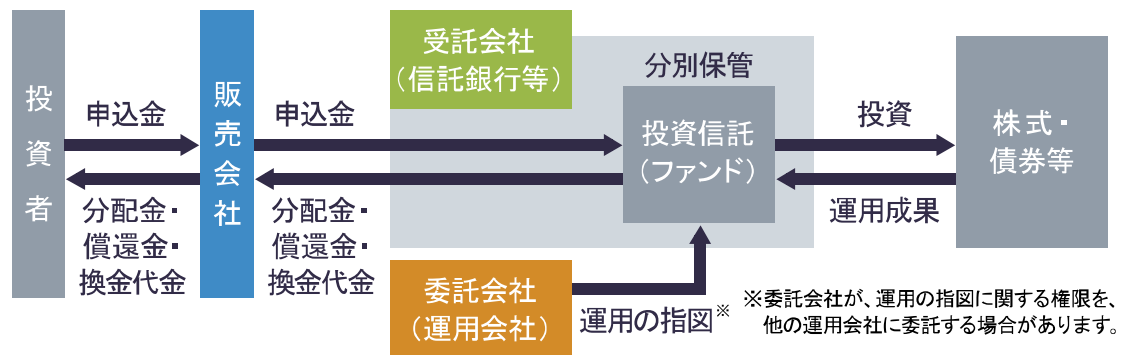 投資者
申込金
分配金・
償還金・
換金代金
販売会社
申込金
分配金・
償還金・
換金代金
受託会社
（信託銀行等）
分別保管
投資信託
（ファンド）
投資
運用成果
株式・
債券等
委託会社
（運用会社）
運用の指図※
※委託会社が、運用の指図に関する権限を、
他の運用会社に委託する場合があります。